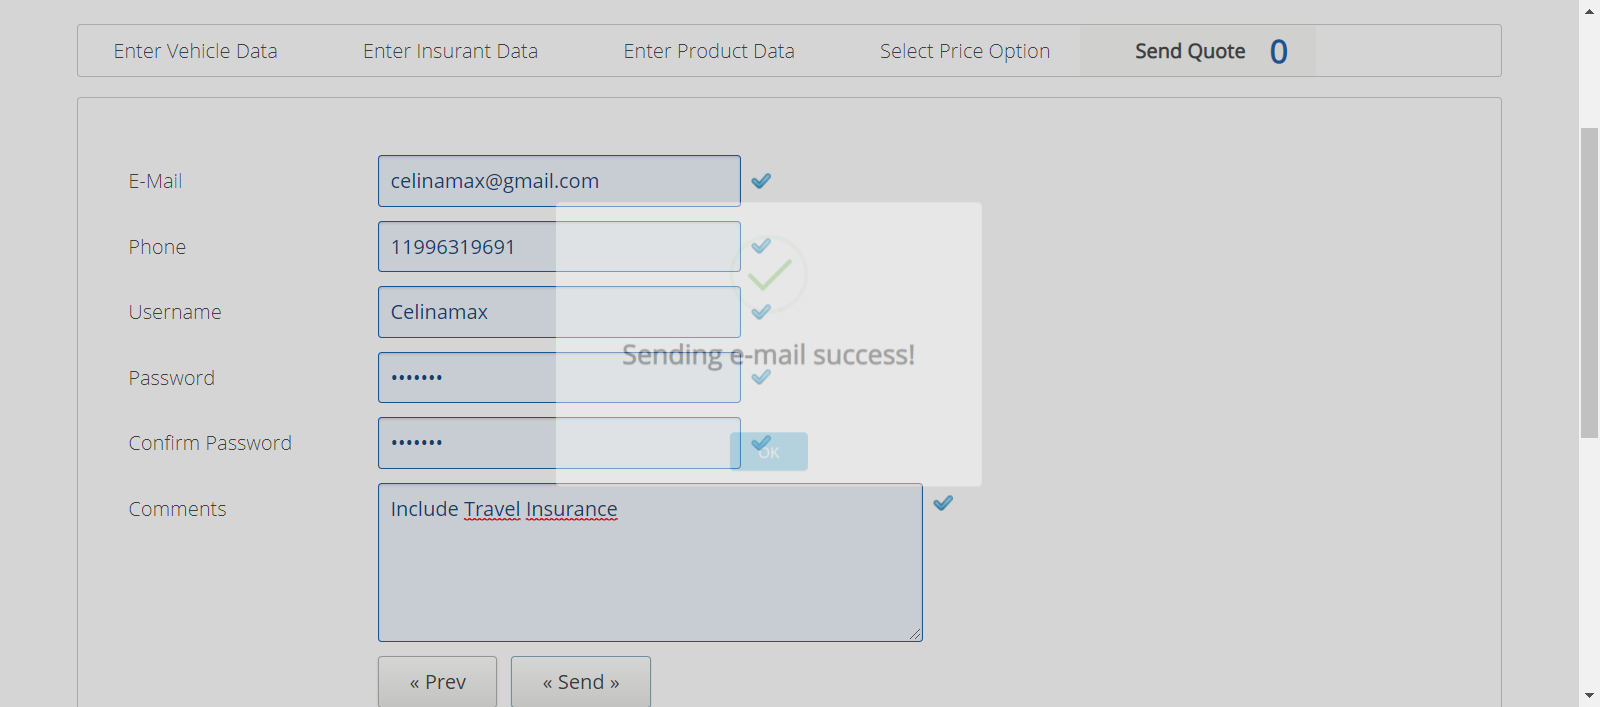 Enter Vehicle Data Enter Insurant Data Enter Product Data Select Price Option Send Quote 0
E-Mail celinamax@gmail.com
Phone 11996319691
Username Celinamax
Sending e-mail success!
Password •••••••
Confirm Password •••••••
OK
Comments Include Travel Insurance
« Prev « Send »